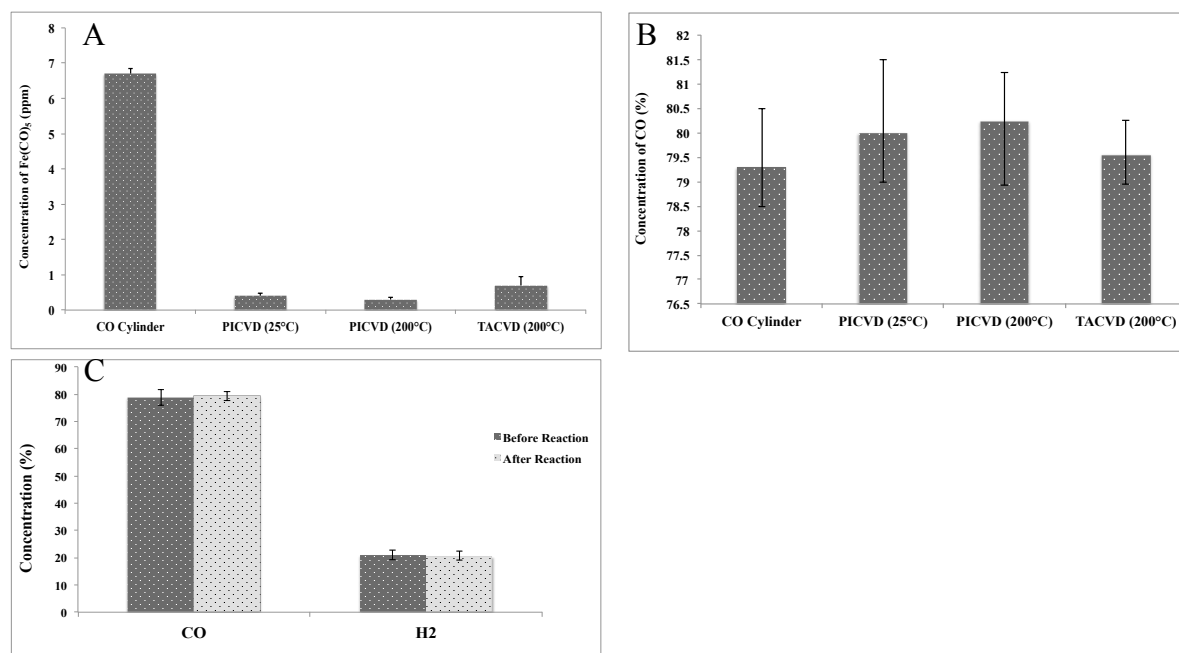 A
Concentration of Fe(CO)₅ (ppm)
8
7
6
5
4
3
2
1
0
CO Cylinder PICVD (25°C) PICVD (200°C) TACVD (200°C)
B
Concentration of CO (%)
82
81.5
81
80.5
80
79.5
79
78.5
78
77.5
77
76.5
CO Cylinder PICVD (25°C) PICVD (200°C) TACVD (200°C)
C
Concentration (%)
90
80
70
60
50
40
30
20
10
0
CO H2
Before Reaction
After Reaction